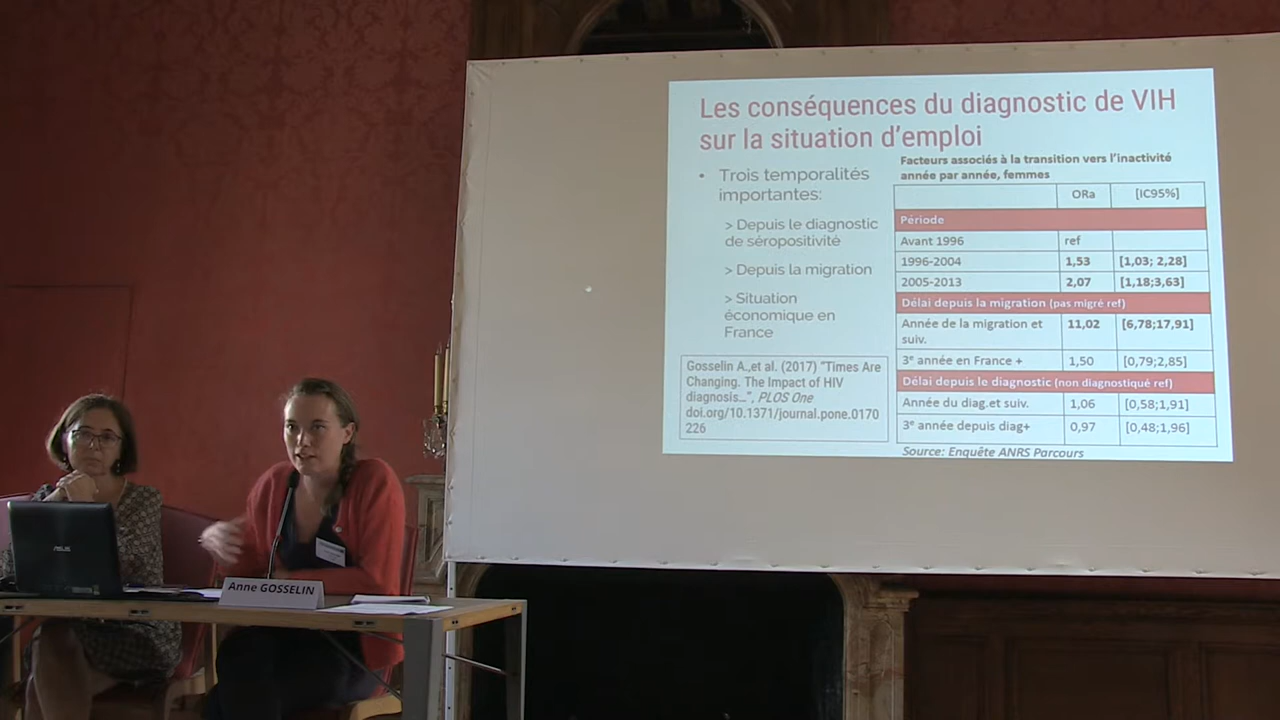 Les conséquences du diagnostic de VIH
sur la situation d'emploi
• Trois temporalités
importantes:
> Depuis le diagnostic
de séropositivité
> Depuis la migration
> Situation
économique en
France
Gosselin A.,et al. (2017) "Times Are
Changing. The Impact of HIV
diagnosis...", PLOS One
doi.org/10.1371/journal.pone.0170
226
Facteurs associés à la transition vers l'inactivité
année par année, femmes
ORa [IC95%]
Période
Avant 1996 ref
1996-2004 1,53 [1,03; 2,28]
2005-2013 2,07 [1,18;3,63]
Délai depuis la migration (pas migré ref)
Année de la migration et 11,02 [6,78;17,91]
suiv.
3e année en France + 1,50 [0,79;2,85]
Délai depuis le diagnostic (non diagnostiqué ref)
Année du diag.et suiv. 1,06 [0,58;1,91]
3e année depuis diag+ 0,97 [0,48;1,96]
Source: Enquête ANRS Parcours
ASUS
Anne GOSSELIN